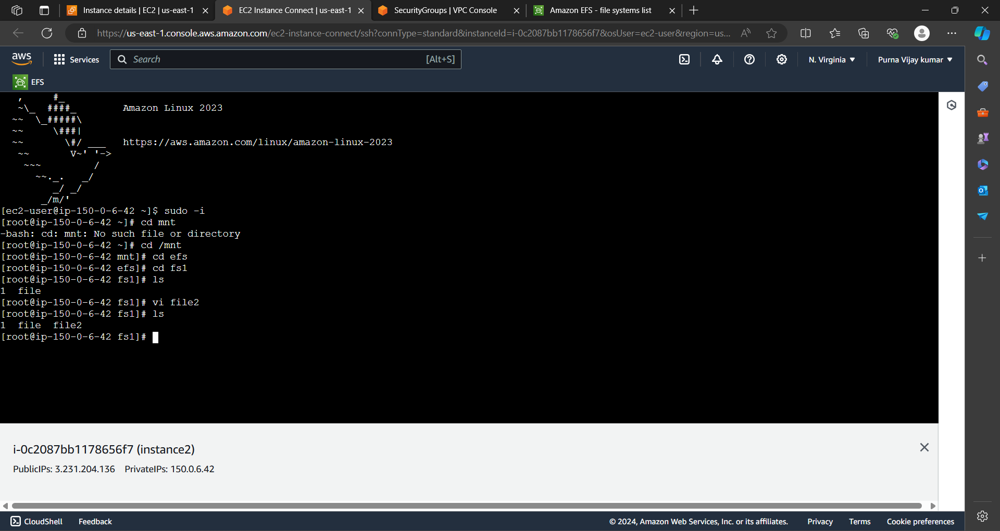 Instance details | EC2 | us-east-1
EC2 Instance Connect | us-east-1
SecurityGroups | VPC Console
Amazon EFS - file systems list
https://us-east-1.console.aws.amazon.com/ec2-instance-connect/ssh?connType=standard&instanceId=i-0c2087bb1178656f7&osUser=ec2-user&region=us...
aws
Services
Search
[Alt+S]
N. Virginia
Purna Vijay kumar
EFS
   ,     #_
   ~\_  ####_        Amazon Linux 2023
  ~~  \_#####\
  ~~     \###|
  ~~       \#/ ___   https://aws.amazon.com/linux/amazon-linux-2023
   ~~       V~' '->
    ~~~         /
      ~~._.   _/
         _/ _/
       _/m/'
[ec2-user@ip-150-0-6-42 ~]$ sudo -i
[root@ip-150-0-6-42 ~]# cd mnt
-bash: cd: mnt: No such file or directory
[root@ip-150-0-6-42 ~]# cd /mnt
[root@ip-150-0-6-42 mnt]# cd efs
[root@ip-150-0-6-42 efs]# cd fs1
[root@ip-150-0-6-42 fs1]# ls
1  file
[root@ip-150-0-6-42 fs1]# vi file2
[root@ip-150-0-6-42 fs1]# ls
1  file  file2
[root@ip-150-0-6-42 fs1]#
i-0c2087bb1178656f7 (instance2)
PublicIPs: 3.231.204.136 PrivateIPs: 150.0.6.42
CloudShell Feedback © 2024, Amazon Web Services, Inc. or its affiliates. Privacy Terms Cookie preferences